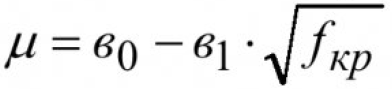 μ = в₀ − в₁ · √fкр